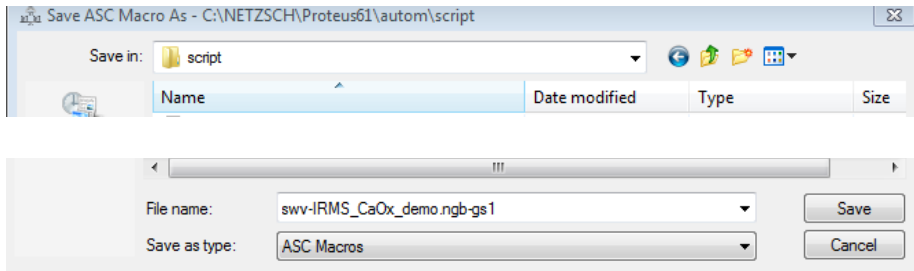 Save ASC Macro As - C:\NETZSCH\Proteus61\autom\script
Save in: script
Name Date modified Type Size
File name: swv-IRMS_CaOx_demo.ngb-gs1 Save
Save as type: ASC Macros Cancel